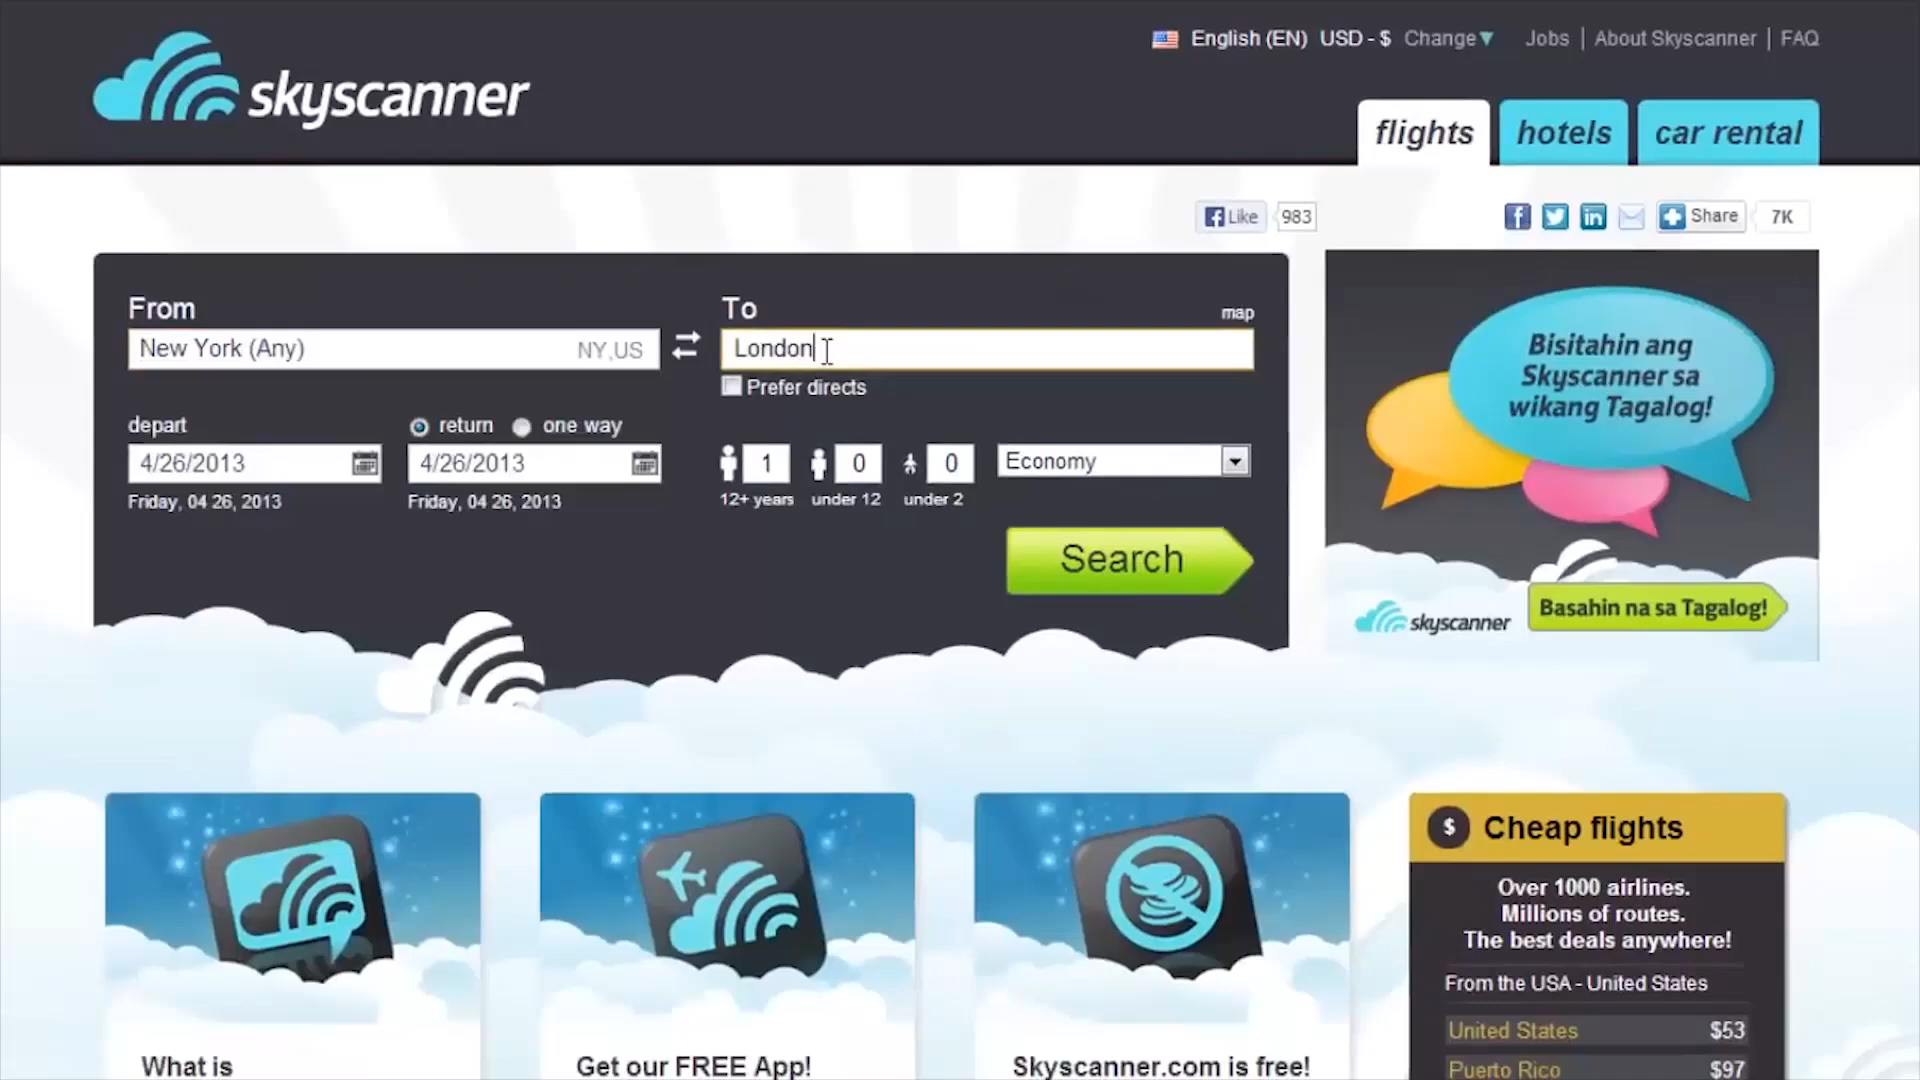 English (EN) USD - $ Change▼ Jobs | About Skyscanner | FAQ
skyscanner
flights hotels car rental
Like 983
Share 7K
From
New York (Any) NY,US
To
map
London
Prefer directs
depart
return one way
4/26/2013 4/26/2013
Friday, 04 26, 2013 Friday, 04 26, 2013
1 0 0 Economy
12+ years under 12 under 2
Search
Bisitahin ang
Skyscanner sa
wikang Tagalog!
skyscanner
Basahin na sa Tagalog!
What is
Get our FREE App!
Skyscanner.com is free!
$ Cheap flights
Over 1000 airlines.
Millions of routes.
The best deals anywhere!
From the USA - United States
United States $53
Puerto Rico $97